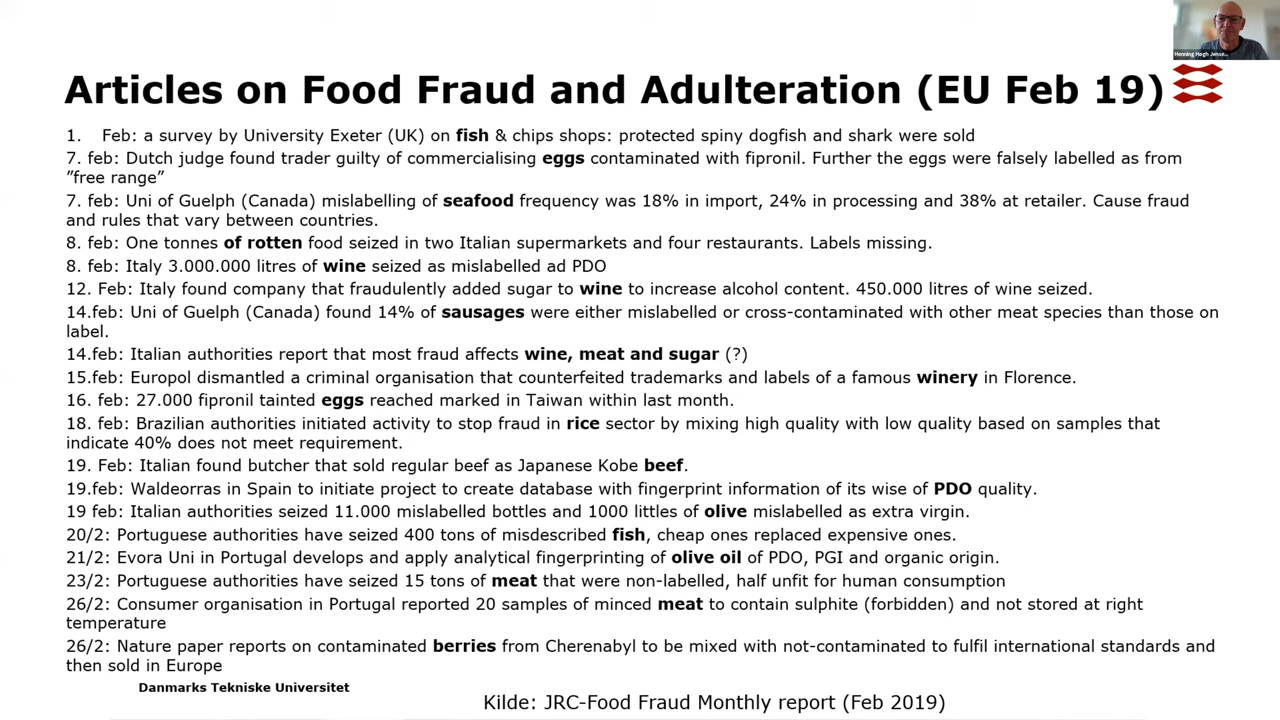 Henning Høgh Jense...
Articles on Food Fraud and Adulteration (EU Feb 19)
1. Feb: a survey by University Exeter (UK) on fish & chips shops: protected spiny dogfish and shark were sold
7. feb: Dutch judge found trader guilty of commercialising eggs contaminated with fipronil. Further the eggs were falsely labelled as from
”free range”
7. feb: Uni of Guelph (Canada) mislabelling of seafood frequency was 18% in import, 24% in processing and 38% at retailer. Cause fraud
and rules that vary between countries.
8. feb: One tonnes of rotten food seized in two Italian supermarkets and four restaurants. Labels missing.
8. feb: Italy 3.000.000 litres of wine seized as mislabelled ad PDO
12. Feb: Italy found company that fraudulently added sugar to wine to increase alcohol content. 450.000 litres of wine seized.
14.feb: Uni of Guelph (Canada) found 14% of sausages were either mislabelled or cross-contaminated with other meat species than those on
label.
14.feb: Italian authorities report that most fraud affects wine, meat and sugar (?)
15.feb: Europol dismantled a criminal organisation that counterfeited trademarks and labels of a famous winery in Florence.
16. feb: 27.000 fipronil tainted eggs reached marked in Taiwan within last month.
18. feb: Brazilian authorities initiated activity to stop fraud in rice sector by mixing high quality with low quality based on samples that
indicate 40% does not meet requirement.
19. Feb: Italian found butcher that sold regular beef as Japanese Kobe beef.
19.feb: Waldeorras in Spain to initiate project to create database with fingerprint information of its wise of PDO quality.
19 feb: Italian authorities seized 11.000 mislabelled bottles and 1000 littles of olive mislabelled as extra virgin.
20/2: Portuguese authorities have seized 400 tons of misdescribed fish, cheap ones replaced expensive ones.
21/2: Evora Uni in Portugal develops and apply analytical fingerprinting of olive oil of PDO, PGI and organic origin.
23/2: Portuguese authorities have seized 15 tons of meat that were non-labelled, half unfit for human consumption
26/2: Consumer organisation in Portugal reported 20 samples of minced meat to contain sulphite (forbidden) and not stored at right
temperature
26/2: Nature paper reports on contaminated berries from Cherenabyl to be mixed with not-contaminated to fulfil international standards and
then sold in Europe
Danmarks Tekniske Universitet
Kilde: JRC-Food Fraud Monthly report (Feb 2019)